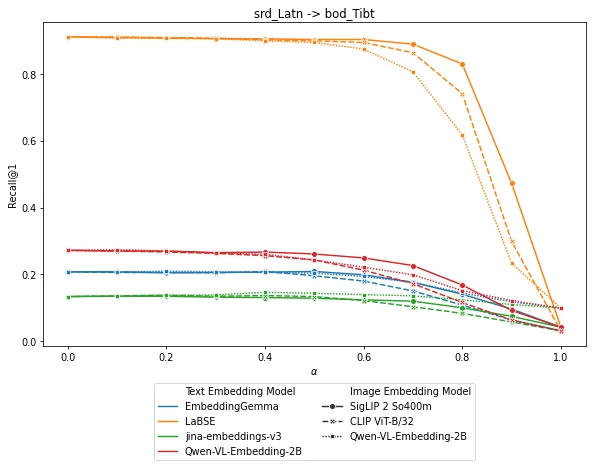 srd_Latn -> bod_Tibt
Recall@1
0.8
0.6
0.4
0.2
0.0
0.0 0.2 0.4 0.6 0.8 1.0
α
Text Embedding Model
EmbeddingGemma
LaBSE
jina-embeddings-v3
Qwen-VL-Embedding-2B
Image Embedding Model
SigLIP 2 So400m
CLIP ViT-B/32
Qwen-VL-Embedding-2B